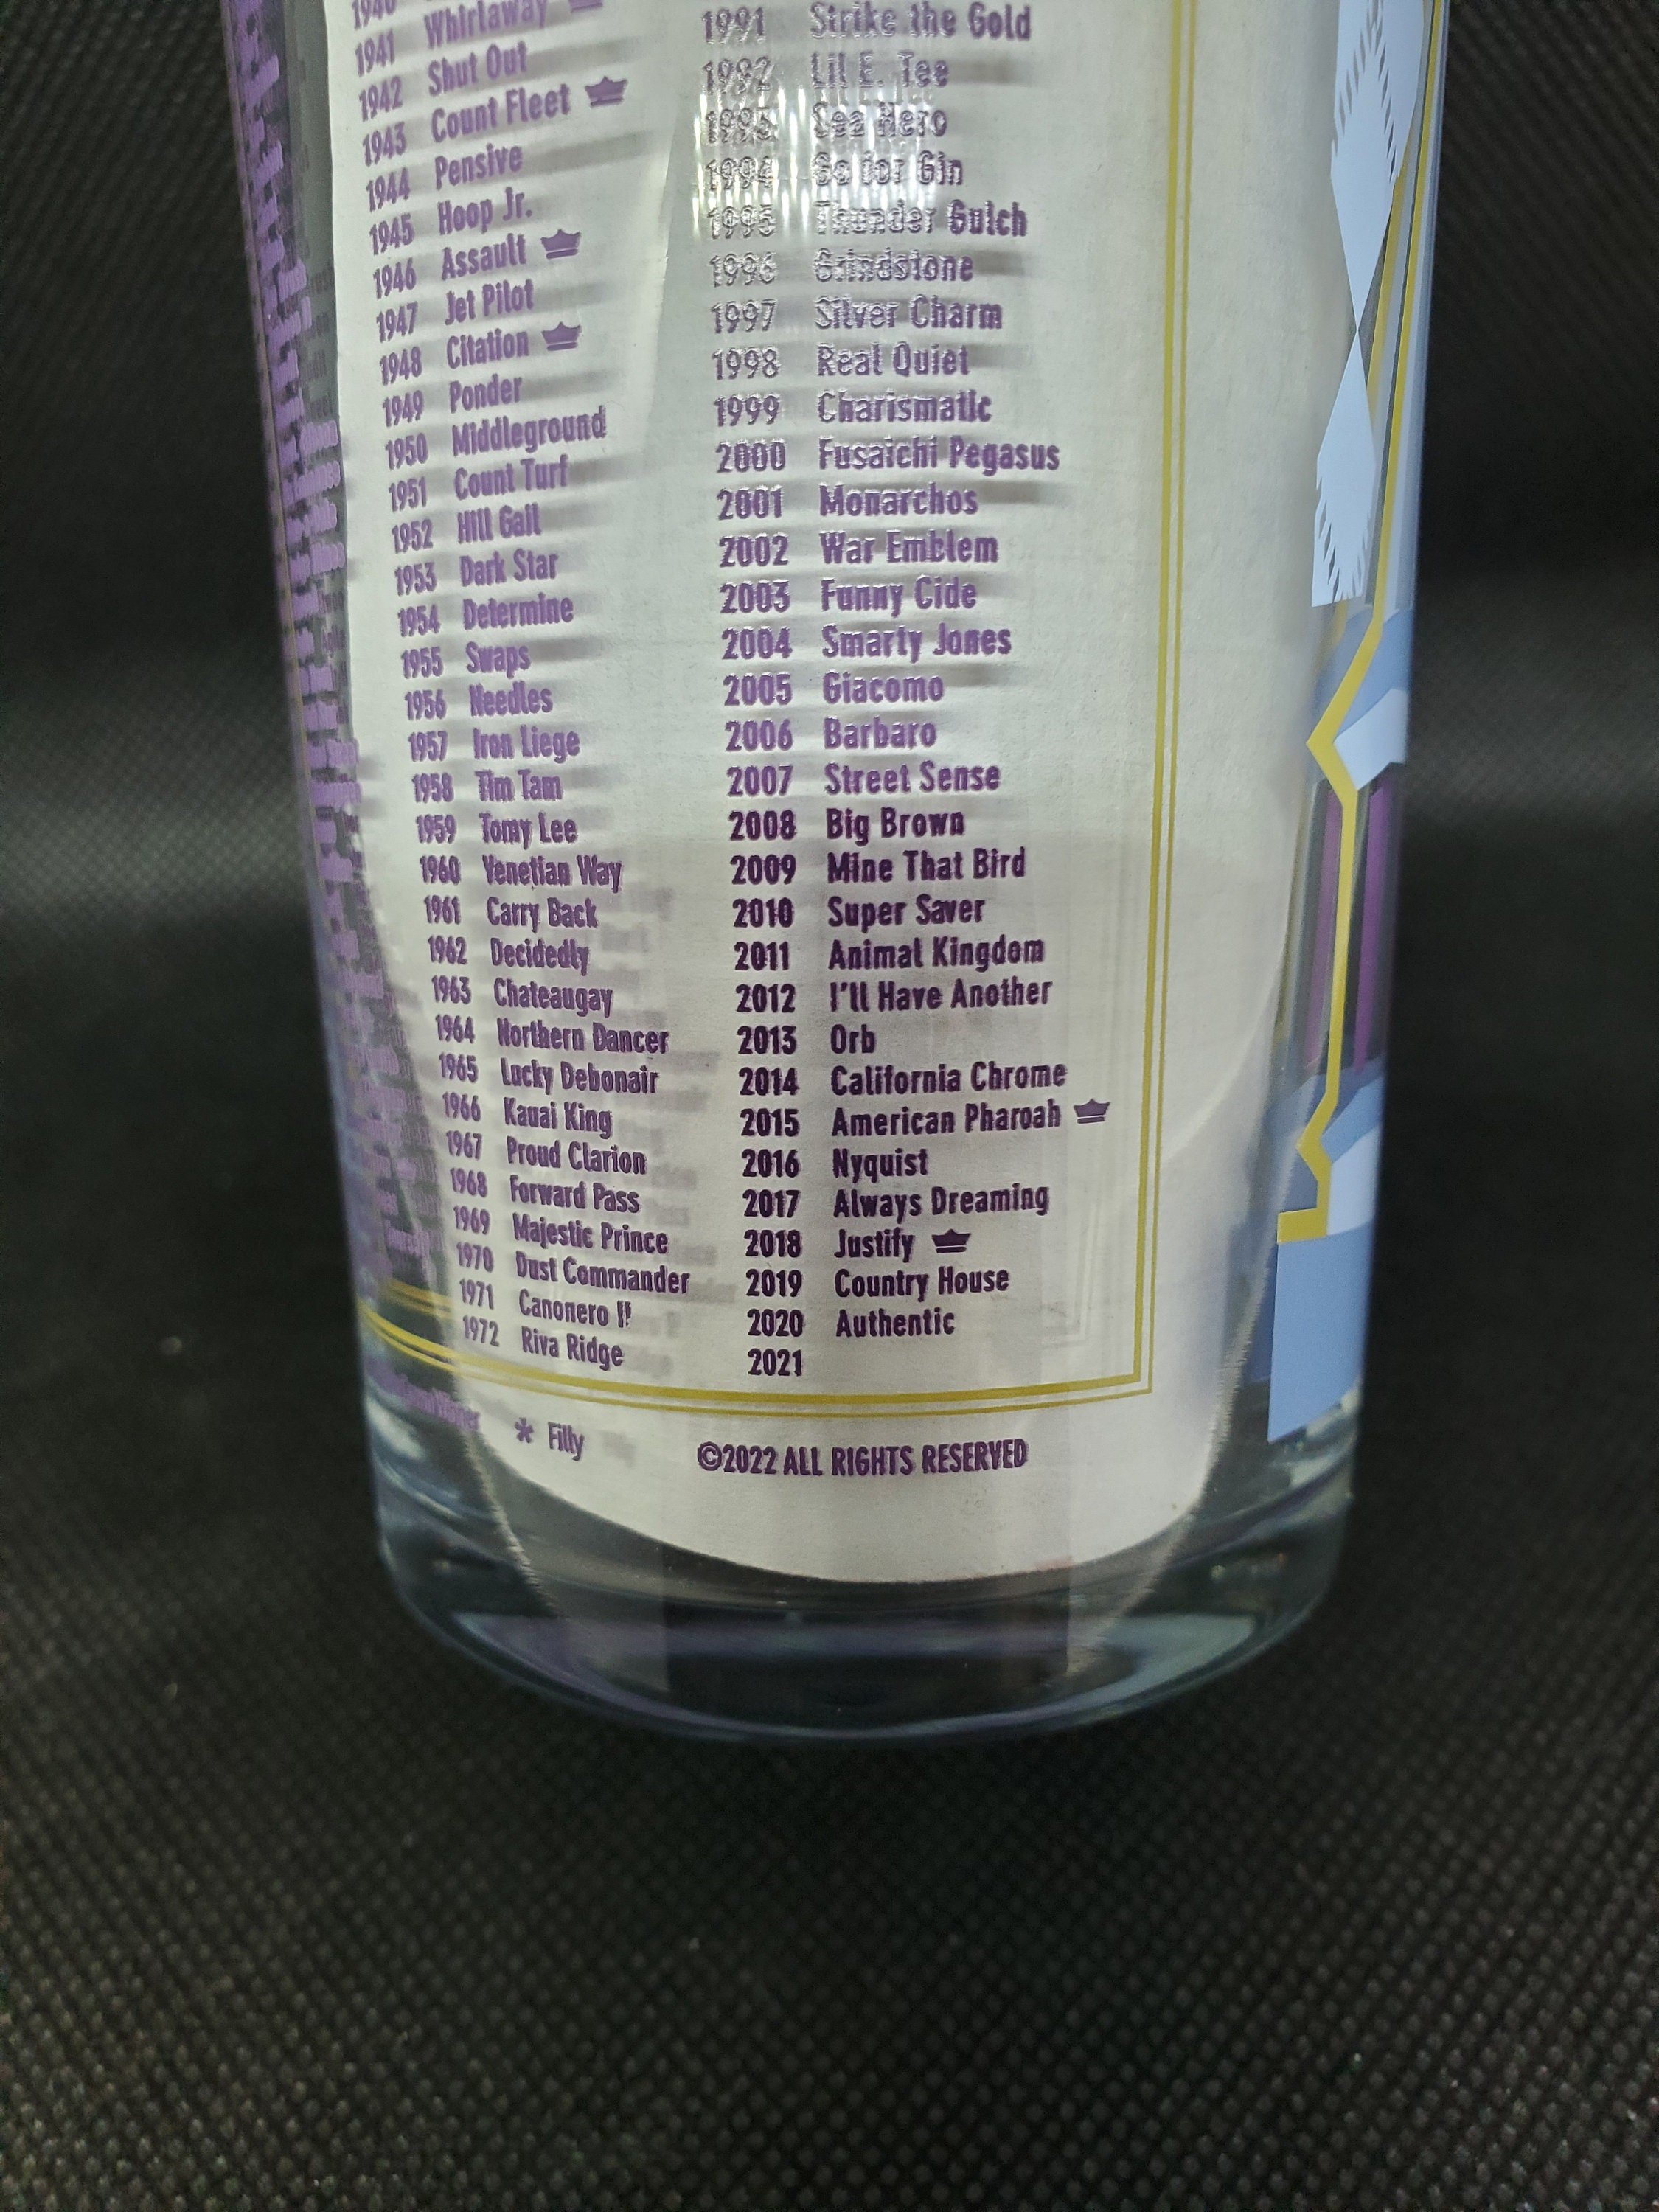 1940
1941 Whirlaway
1942 Shut Out
1943 Count Fleet
1944 Pensive
1945 Hoop Jr.
1946 Assault
1947 Jet Pilot
1948 Citation
1949 Ponder
1950 Middleground
1951 Count Turf
1952 Hill Gail
1953 Dark Star
1954 Determine
1955 Swaps
1956 Needles
1957 Iron Liege
1958 Tim Tam
1959 Tomy Lee
1960 Venetian Way
1961 Carry Back
1962 Decidedly
1963 Chateaugay
1964 Northern Dancer
1965 Lucky Debonair
1966 Kauai King
1967 Proud Clarion
1968 Forward Pass
1969 Majestic Prince
1970 Dust Commander
1971 Canonero II
1972 Riva Ridge
1991 Strike the Gold
1992 Lil E. Tee
1993 Sea Hero
1994 Go for Gin
1995 Thunder Gulch
1996 Grindstone
1997 Silver Charm
1998 Real Quiet
1999 Charismatic
2000 Fusaichi Pegasus
2001 Monarchos
2002 War Emblem
2003 Funny Cide
2004 Smarty Jones
2005 Giacomo
2006 Barbaro
2007 Street Sense
2008 Big Brown
2009 Mine That Bird
2010 Super Saver
2011 Animal Kingdom
2012 I'll Have Another
2013 Orb
2014 California Chrome
2015 American Pharoah
2016 Nyquist
2017 Always Dreaming
2018 Justify
2019 Country House
2020 Authentic
2021
* Filly
©2022 ALL RIGHTS RESERVED